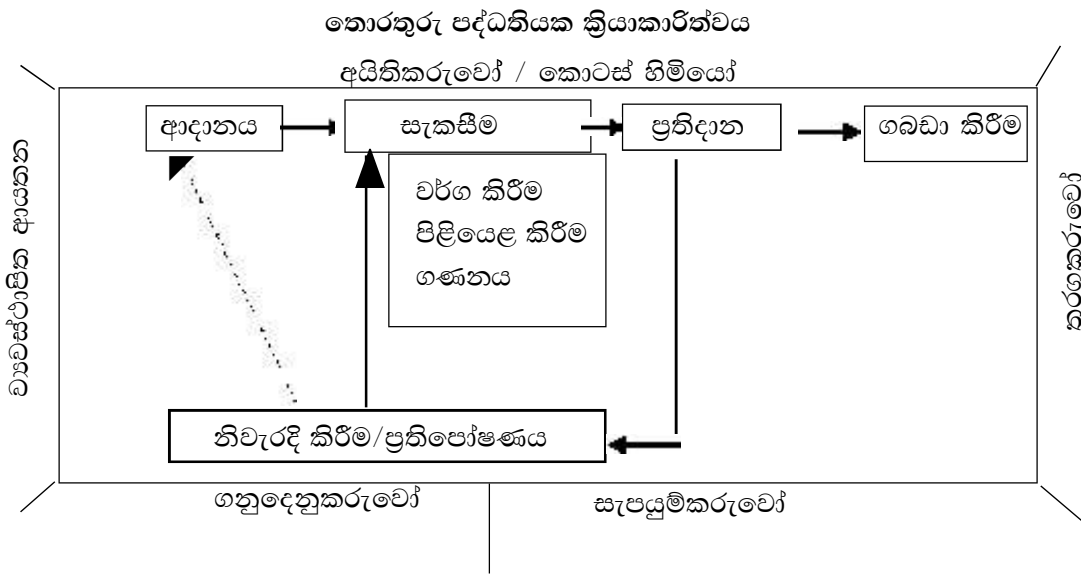 තොරතුරු පද්ධතියක ක්‍රියාකාරිත්වය
අයිතිකරුවෝ / කොටස් හිමියෝ
ආදානය
සැකසීම
ප්‍රතිදාන
ගබඩා කිරීම
වර්ග කිරීම
පිළියෙළ කිරීම
ගණනය
ව්‍යවස්ථාපිත ආයතන
තරගකරුවෝ
නිවැරදි කිරීම/ප්‍රතිපෝෂණය
ගනුදෙනුකරුවෝ
සැපයුම්කරුවෝ